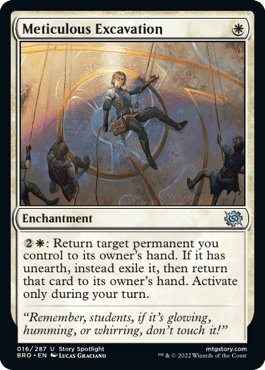 Meticulous Excavation
Enchantment
2: Return target permanent you
control to its owner's hand. If it has
unearth, instead exile it, then return
that card to its owner's hand. Activate
only during your turn.
"Remember, students, if it's glowing,
humming, or whirring, don't touch it!"
016/287 U Story Spotlight
BRO • EN LUCAS GRACIANO
mtgstory.com
™ & © 2022 Wizards of the Coast